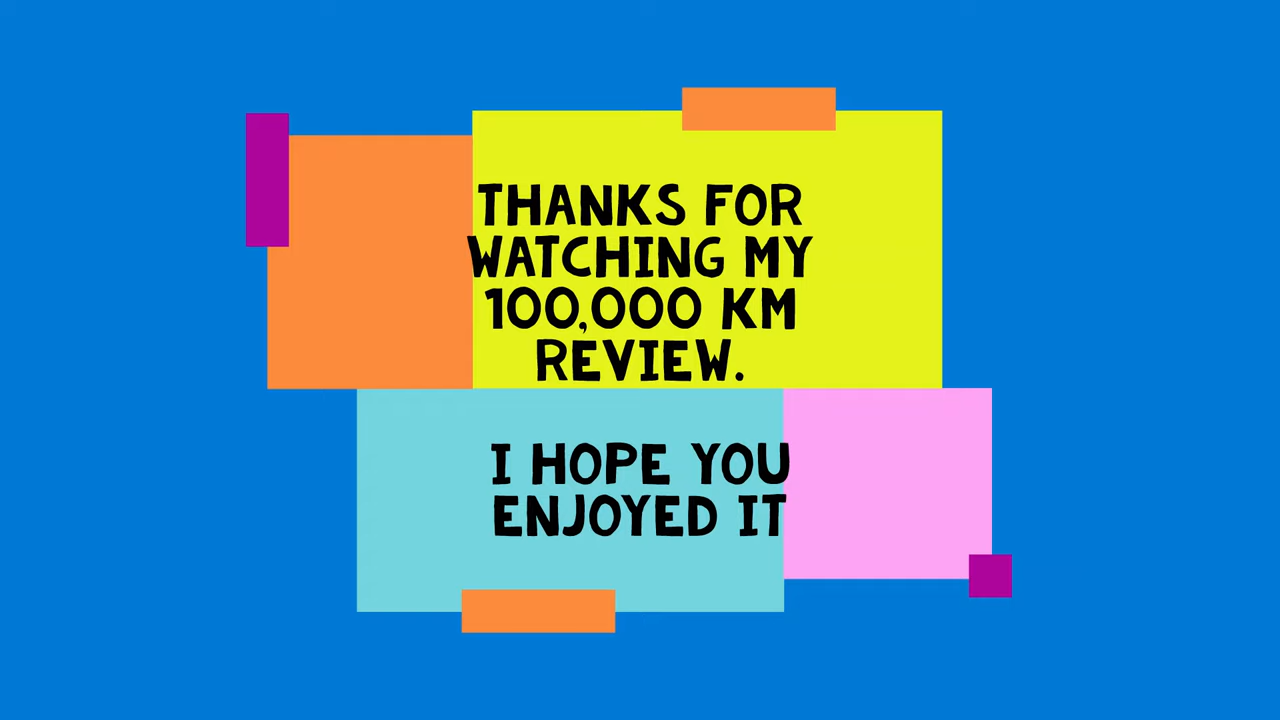 THANKS FOR
WATCHING MY
100,000 KM
REVIEW.
I HOPE YOU
ENJOYED IT